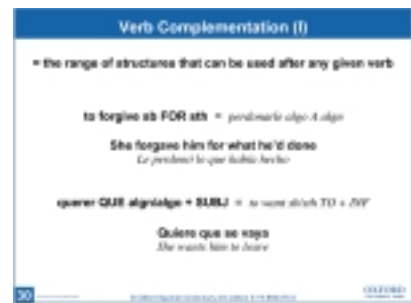 Verb Complementation (I)
= the range of structures that can be used after any given verb
to forgive sb FOR sth = perdonarle algo A algn
She forgave him for what he'd done
Le perdonó lo que había hecho
querer QUE algn/algo + SUBJ = to want sb/sth TO + INF
Quiere que se vaya
She wants him to leave
30
OXFORD